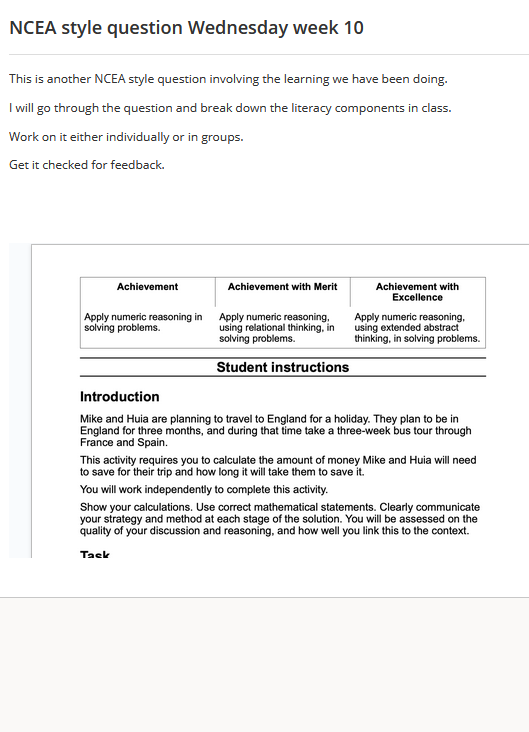 NCEA style question Wednesday week 10
This is another NCEA style question involving the learning we have been doing.
I will go through the question and break down the literacy components in class.
Work on it either individually or in groups.
Get it checked for feedback.
Achievement
Achievement with Merit
Achievement with
Excellence
Apply numeric reasoning in
solving problems.
Apply numeric reasoning,
using relational thinking, in
solving problems.
Apply numeric reasoning,
using extended abstract
thinking, in solving problems.
Student instructions
Introduction
Mike and Huia are planning to travel to England for a holiday. They plan to be in
England for three months, and during that time take a three-week bus tour through
France and Spain.
This activity requires you to calculate the amount of money Mike and Huia will need
to save for their trip and how long it will take them to save it.
You will work independently to complete this activity.
Show your calculations. Use correct mathematical statements. Clearly communicate
your strategy and method at each stage of the solution. You will be assessed on the
quality of your discussion and reasoning, and how well you link this to the context.
Task